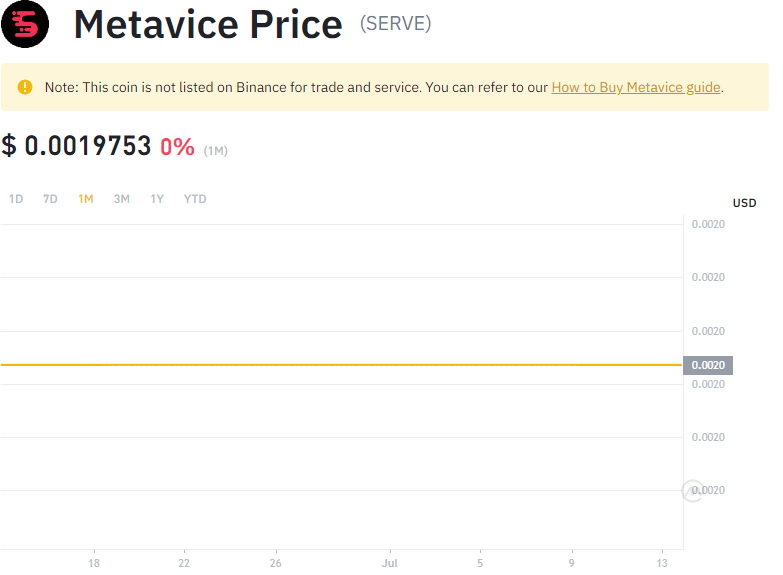 Metavice Price (SERVE)
Note: This coin is not listed on Binance for trade and service. You can refer to our How to Buy Metavice guide.
$ 0.0019753 0% (1M)
1D 7D 1M 3M 1Y YTD
USD
0.0020
0.0020
0.0020
0.0020
0.0020
0.0020
0.0020
18 22 26 Jul 5 9 13